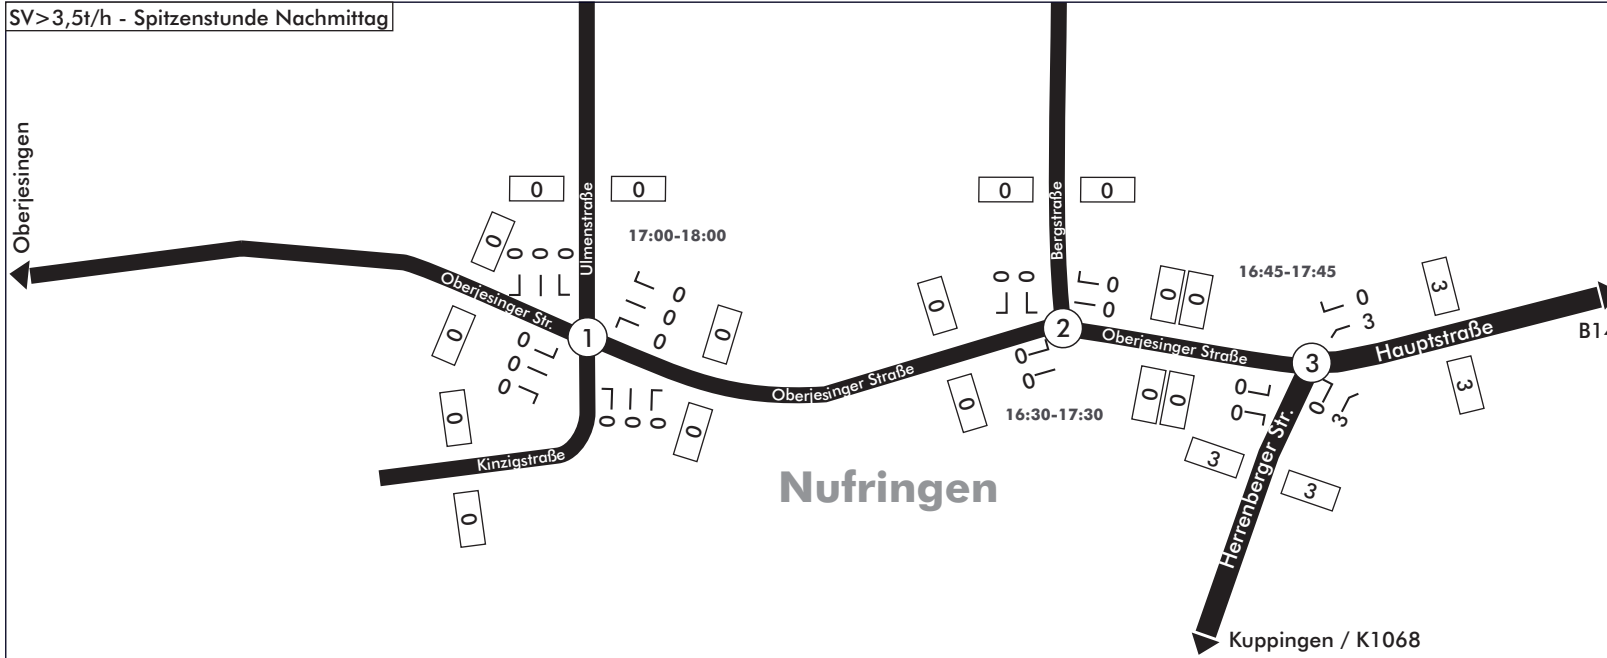 SV>3,5t/h - Spitzenstunde Nachmittag
Oberjesingen
0
0
Ulmenstraße
17:00-18:00
0
0 0 0
0
0
0
0
Oberjesinger Str.
1
0
0
0
0
0
0
Kinzigstraße
0
0 0 0
0
0
Oberjesinger Straße
0
0
Bergstraße
0
0 0
0
0
0
2
0
0
0
16:30-17:30
0 0
16:45-17:45
Oberjesinger Straße
0 0
0
3
3
Hauptstraße
B14
3
3
0
0
0
3
3
3
Herrenberger Str.
Nufringen
Kuppingen / K1068